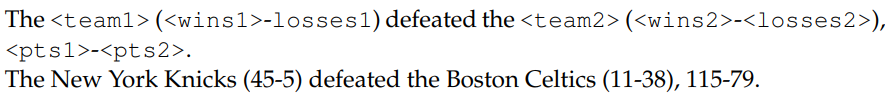 The <team1> (<wins1>-losses1) defeated the <team2> (<wins2>-<losses2>),
<pts1>-<pts2>.
The New York Knicks (45-5) defeated the Boston Celtics (11-38), 115-79.